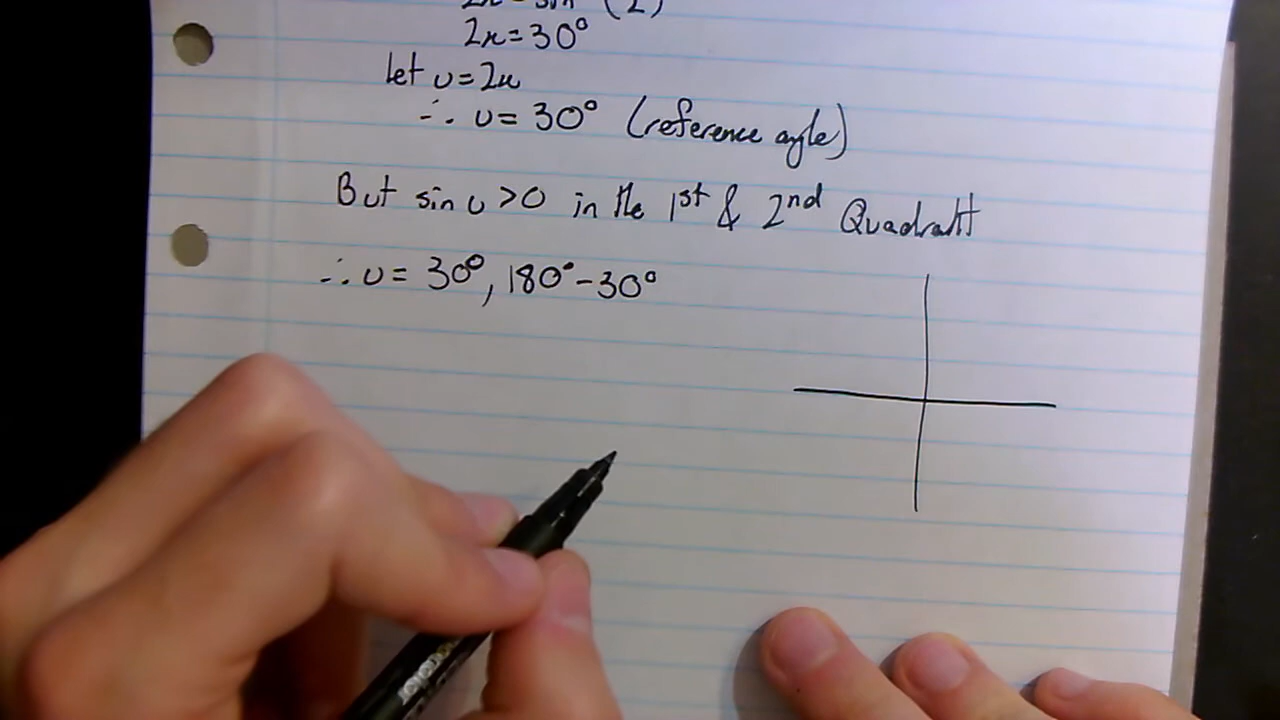 2x = 30°
let u = 2x
∴ u = 30° (reference angle)
But sin u > 0 in the 1st & 2nd Quadrant
∴ u = 30°, 180° - 30°